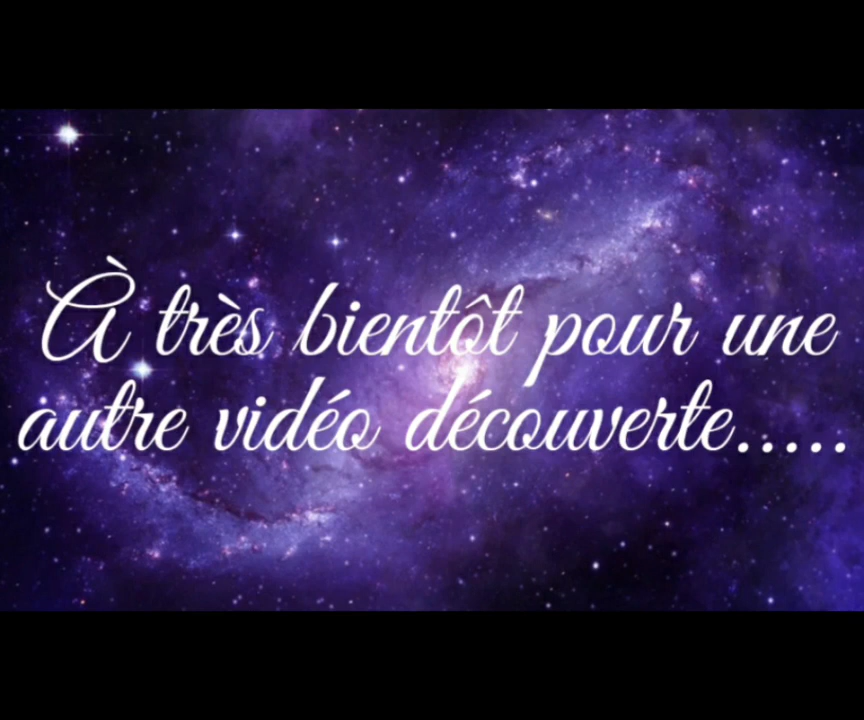 À très bientôt pour une
autre vidéo découverte.....